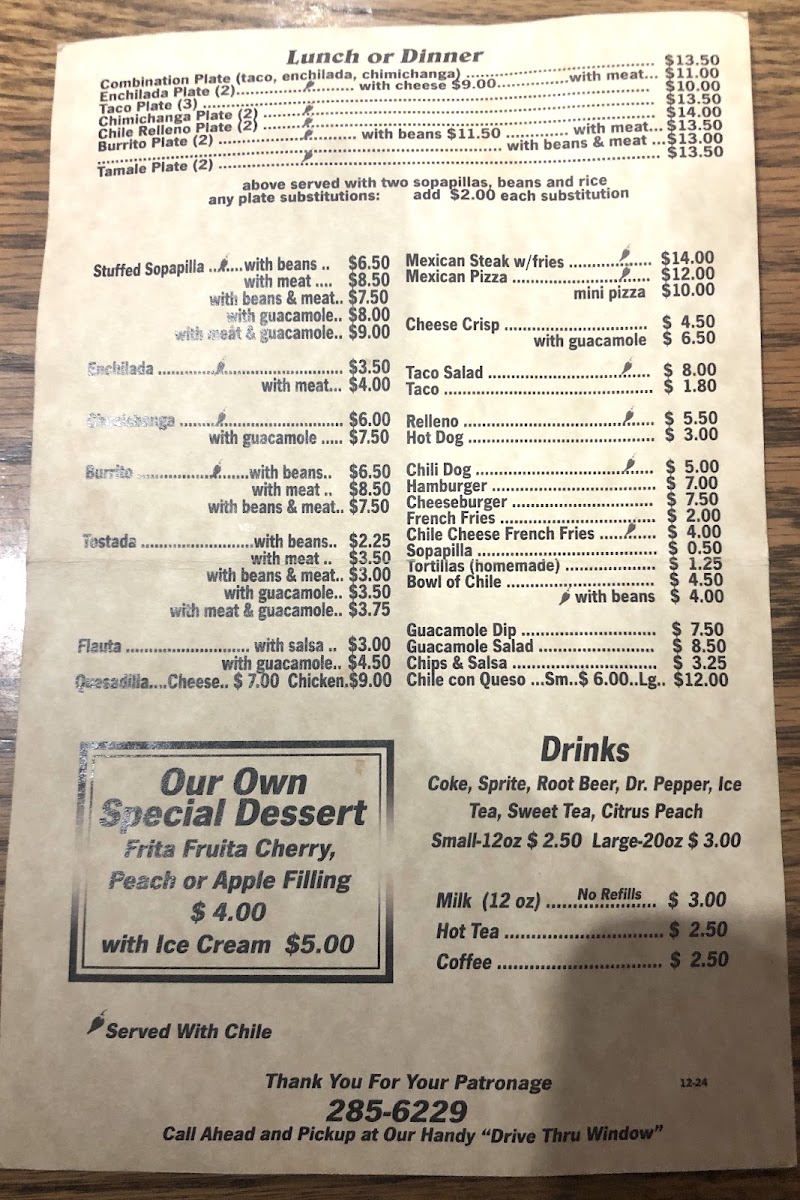 Lunch or Dinner
Combination Plate (taco, enchilada, chimichanga) ........ $13.50
Enchilada Plate (2)........ with cheese $9.00........with meat... $11.00
Taco Plate (3) ........ $10.00
Chimichanga Plate (2) ........ $13.50
Chile Relleno Plate (2) ........ $14.00
Burrito Plate (2) ........ with beans $11.50 ........ with meat...$13.50
........ with beans & meat ...$13.00
Tamale Plate (2) ........ $13.50
above served with two sopapillas, beans and rice
any plate substitutions: add $2.00 each substitution
Stuffed Sopapilla ......with beans .. $6.50
with meat .... $8.50
with beans & meat.. $7.50
with guacamole.. $8.00
with meat & guacamole.. $9.00
Enchilada ........ $3.50
with meat... $4.00
Chimichanga ........ $6.00
with guacamole ..... $7.50
Burrito ........with beans.. $6.50
with meat .. $8.50
with beans & meat.. $7.50
Tostada ........with beans.. $2.25
with meat .. $3.50
with beans & meat.. $3.00
with guacamole.. $3.50
with meat & guacamole.. $3.75
Flauta ........ with salsa .. $3.00
with guacamole.. $4.50
Quesadilla....Cheese.. $ 7.00 Chicken.$9.00
Mexican Steak w/fries ........ $14.00
Mexican Pizza ........ $12.00
mini pizza $10.00
Cheese Crisp ........ $ 4.50
with guacamole $ 6.50
Taco Salad ........ $ 8.00
Taco ........ $ 1.80
Relleno ........ $ 5.50
Hot Dog ........ $ 3.00
Chili Dog ........ $ 5.00
Hamburger ........ $ 7.00
Cheeseburger ........ $ 7.50
French Fries ........ $ 2.00
Chile Cheese French Fries ........ $ 4.00
Sopapilla ........ $ 0.50
Tortillas (homemade) ........ $ 1.25
Bowl of Chile ........ $ 4.50
with beans $ 4.00
Guacamole Dip ........ $ 7.50
Guacamole Salad ........ $ 8.50
Chips & Salsa ........ $ 3.25
Chile con Queso ...Sm..$ 6.00..Lg.. $12.00
Our Own
Special Dessert
Frita Fruita Cherry,
Peach or Apple Filling
$ 4.00
with Ice Cream $5.00
Drinks
Coke, Sprite, Root Beer, Dr. Pepper, Ice
Tea, Sweet Tea, Citrus Peach
Small-12oz $ 2.50 Large-20oz $ 3.00
Milk (12 oz) ...No Refills... $ 3.00
Hot Tea ........ $ 2.50
Coffee ........ $ 2.50
Served With Chile
Thank You For Your Patronage
12-24
285-6229
Call Ahead and Pickup at Our Handy “Drive Thru Window”